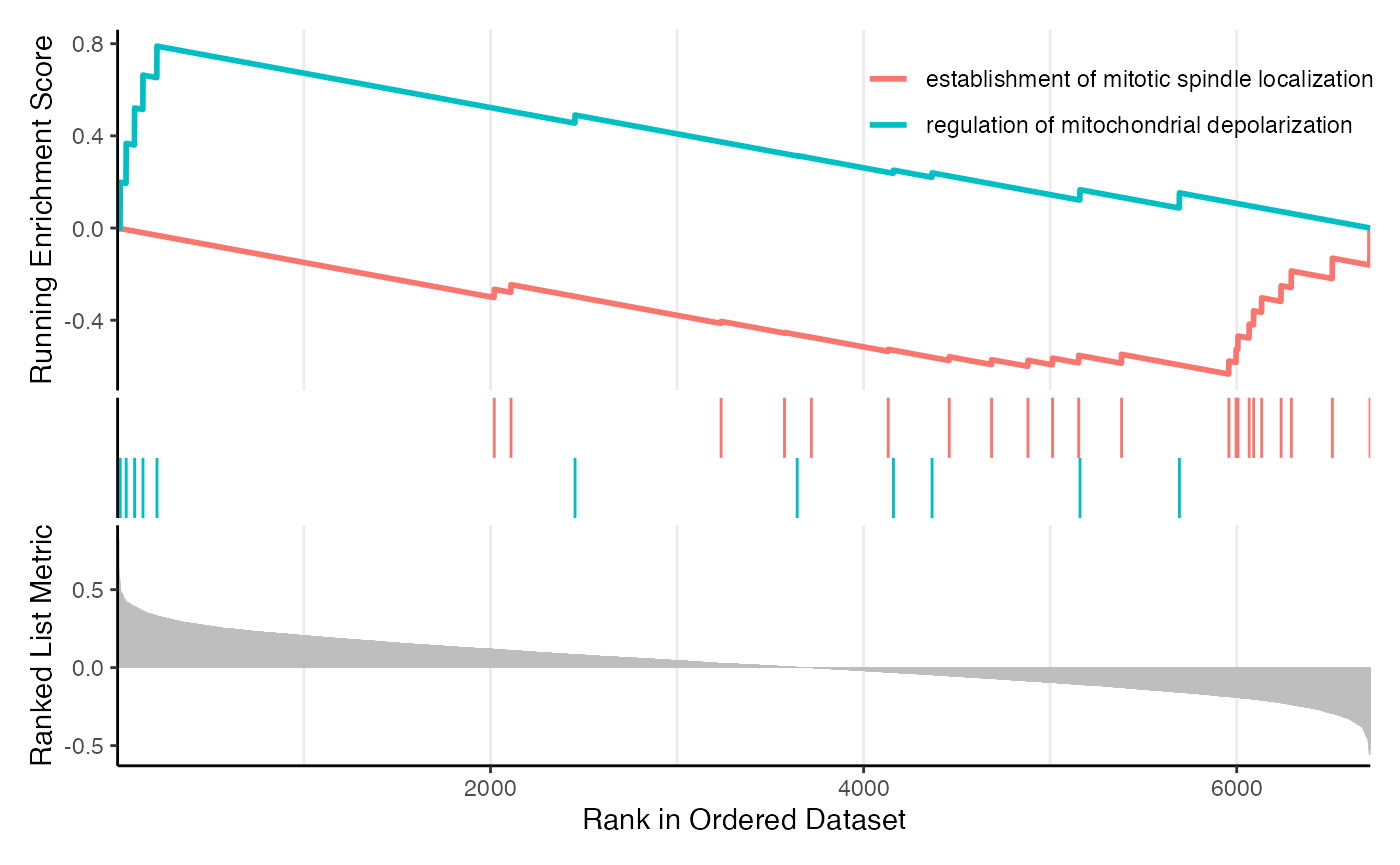 Running Enrichment Score
0.8
0.4
0.0
-0.4
establishment of mitotic spindle localization
regulation of mitochondrial depolarization
Ranked List Metric
0.5
0.0
-0.5
2000
4000
6000
Rank in Ordered Dataset